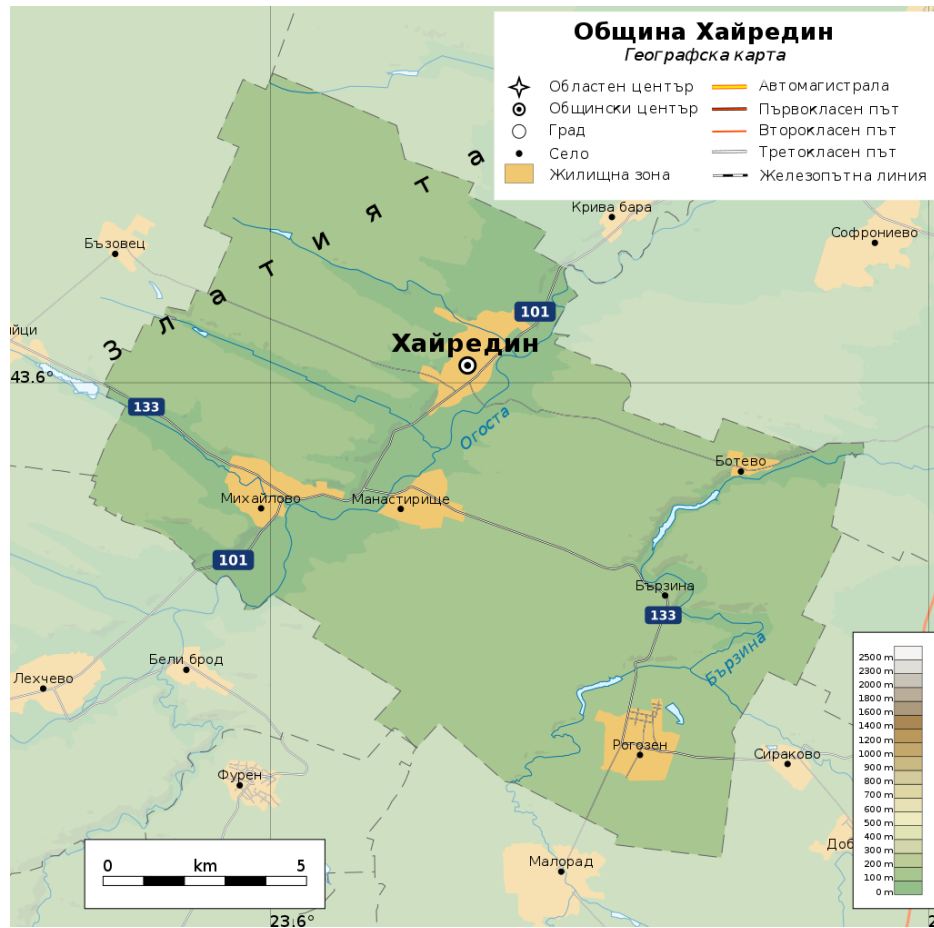 Община Хайредин
Географска карта
Областен център
Общински център
Град
Село
Жилищна зона
Автомагистрала
Първокласен път
Второкласен път
Третокласен път
Железопътна линия
Златията
Крива бара
Софрониево
Бъзовец
101
Хайредин
43.6°
133
Огоста
Ботево
Михайлово
Манастирище
101
Бързина
133
Бързина
Бели брод
Лехчево
Рогозен
Сираково
Фурен
Малорад
2500 m
2300 m
2000 m
1800 m
1600 m
1400 m
1200 m
1000 m
900 m
800 m
700 m
600 m
500 m
400 m
300 m
200 m
100 m
0 m
0 km 5
23.6°